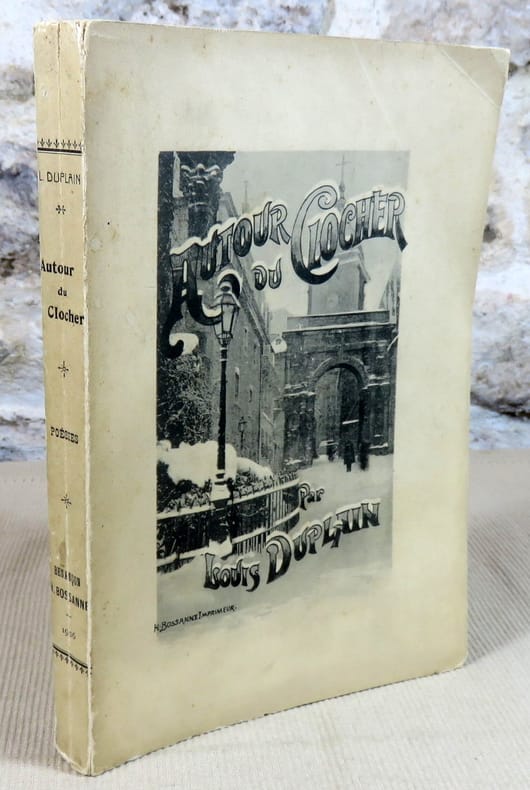 L. DUPLAIN
Autour
du
Clocher
POÉSIES
BESANÇON
BOSSANNE
AUTOUR
DU
CLOCHER
Par
Louis DUPLAIN
H. BOSSANNE IMPRIMEUR.